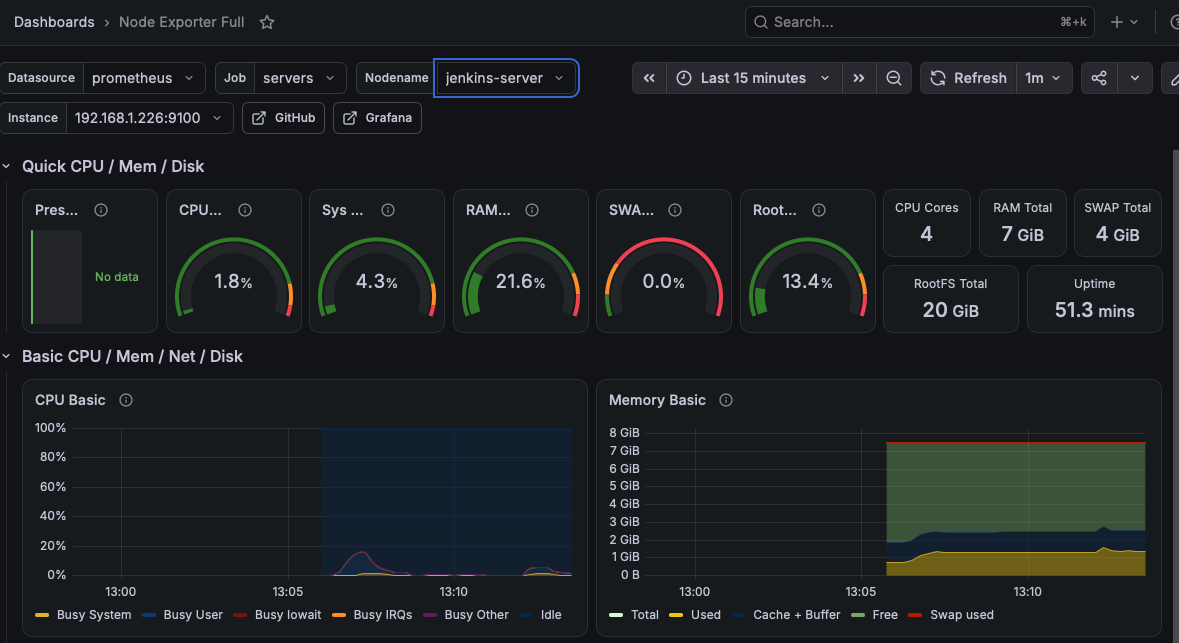 Dashboards › Node Exporter Full
Search... ⌘+k
Datasource prometheus Job servers Nodename jenkins-server Last 15 minutes Refresh 1m
Instance 192.168.1.226:9100 GitHub Grafana
Quick CPU / Mem / Disk
Pres... CPU... Sys ... RAM... SWA... Root... CPU Cores RAM Total SWAP Total
4 7 GiB 4 GiB
No data 1.8% 4.3% 21.6% 0.0% 13.4%
RootFS Total Uptime
20 GiB 51.3 mins
Basic CPU / Mem / Net / Disk
CPU Basic
100%
80%
60%
40%
20%
0%
13:00 13:05 13:10
Busy System Busy User Busy Iowait Busy IRQs Busy Other Idle
Memory Basic
8 GiB
7 GiB
6 GiB
5 GiB
4 GiB
3 GiB
2 GiB
1 GiB
0 B
13:00 13:05 13:10
Total Used Cache + Buffer Free Swap used